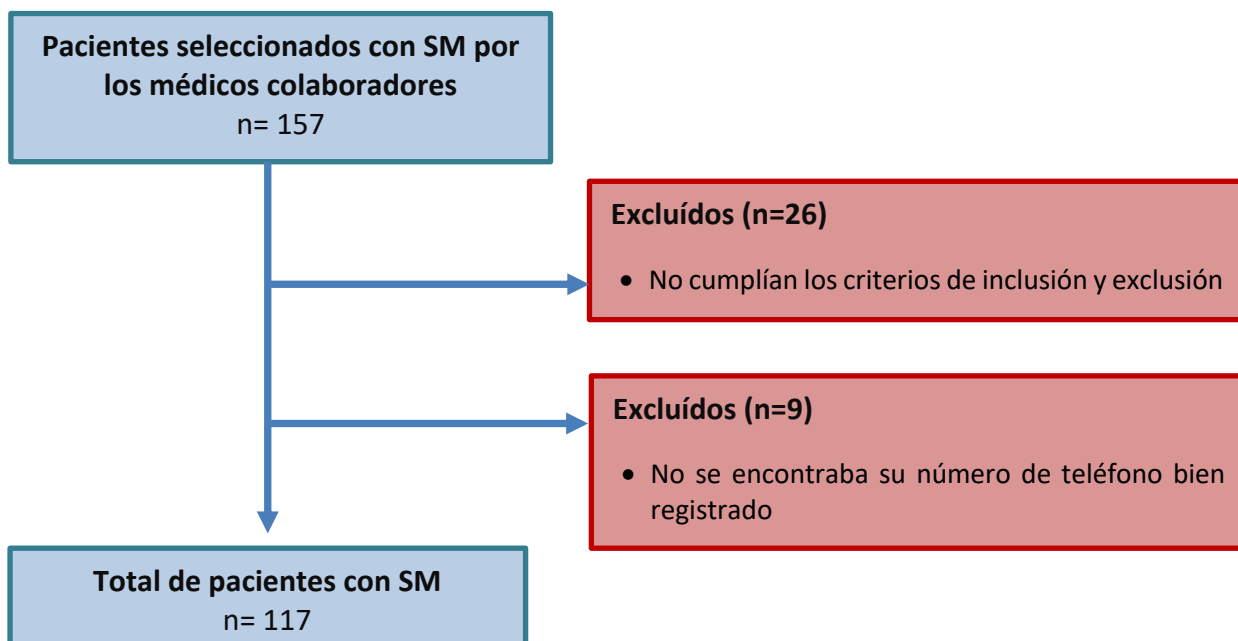 Pacientes seleccionados con SM por
los médicos colaboradores
n= 157
Excluídos (n=26)
• No cumplían los criterios de inclusión y exclusión
Excluídos (n=9)
• No se encontraba su número de teléfono bien
registrado
Total de pacientes con SM
n= 117